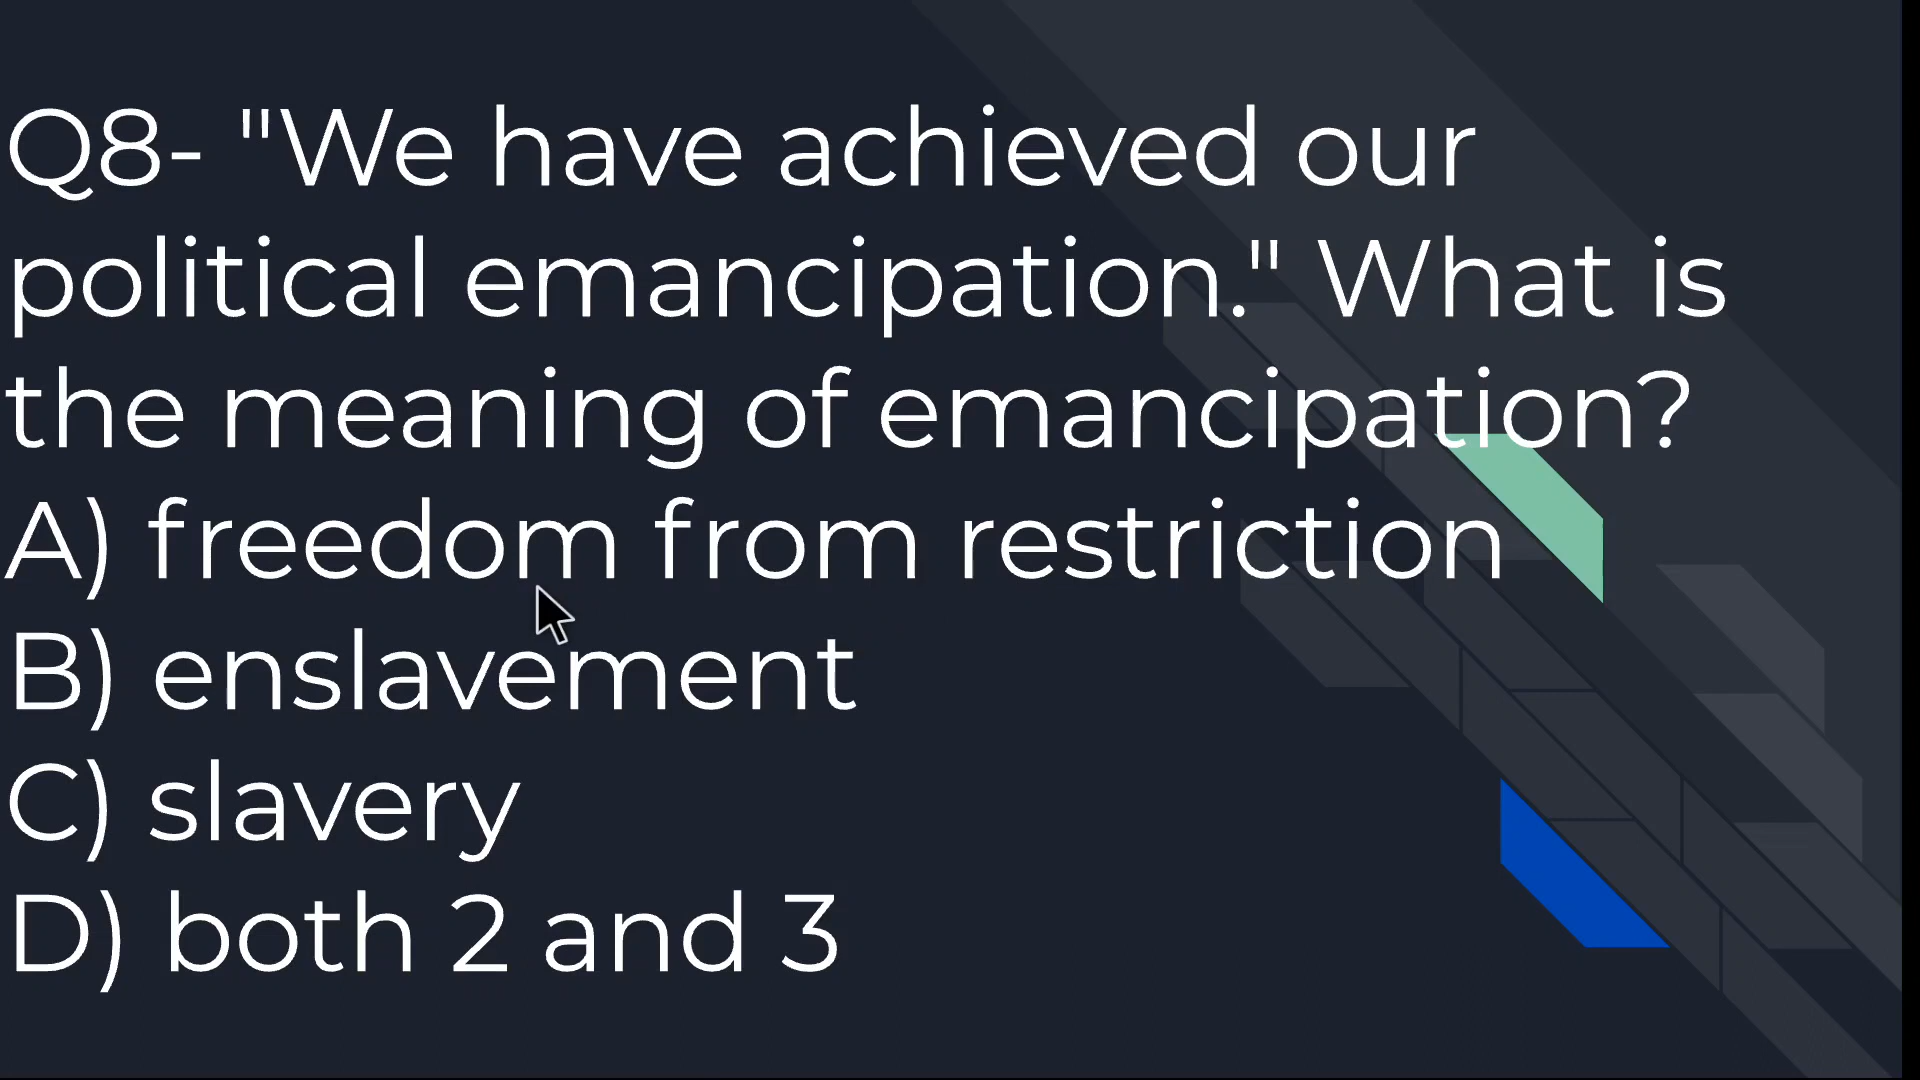 Q8- "We have achieved our
political emancipation." What is
the meaning of emancipation?
A) freedom from restriction
B) enslavement
C) slavery
D) both 2 and 3